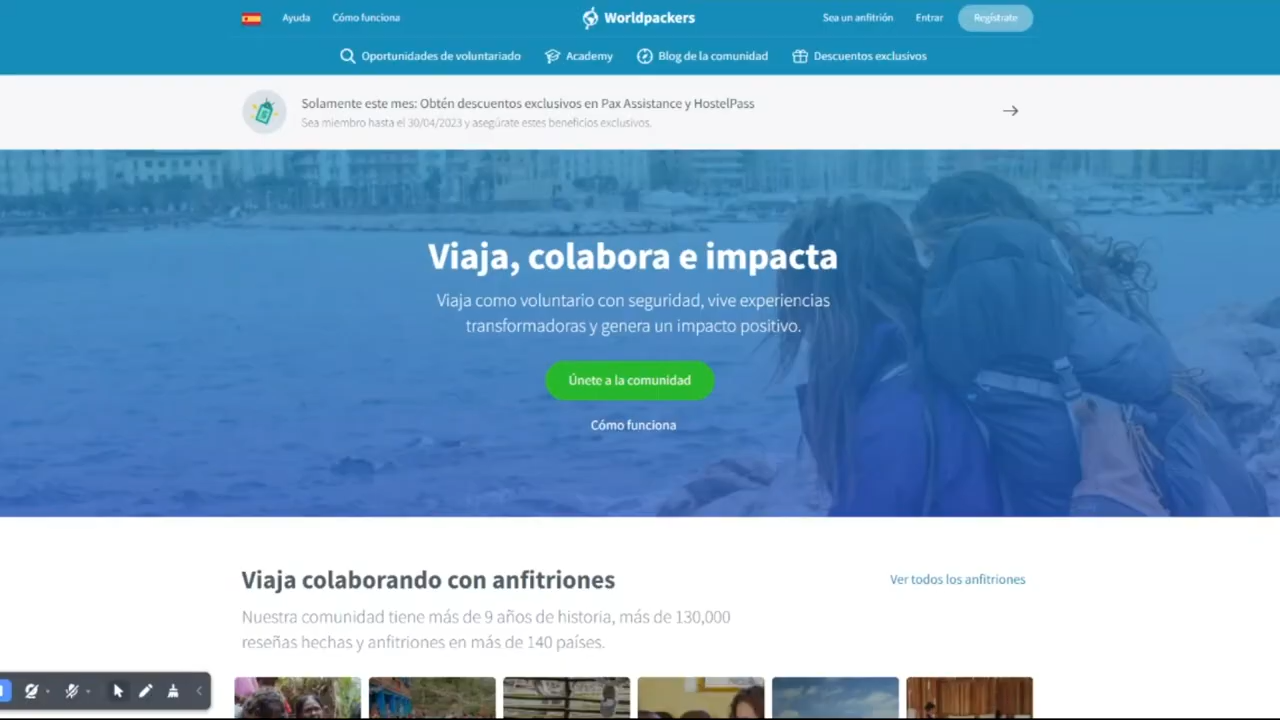 Ayuda
Cómo funciona
Worldpackers
Sea un anfitrión
Entrar
Regístrate
Oportunidades de voluntariado
Academy
Blog de la comunidad
Descuentos exclusivos
Solamente este mes: Obtén descuentos exclusivos en Pax Assistance y HostelPass
Sea miembro hasta el 30/04/2023 y asegúrate estes beneficios exclusivos.
Viaja, colabora e impacta
Viaja como voluntario con seguridad, vive experiencias
transformadoras y genera un impacto positivo.
Únete a la comunidad
Cómo funciona
Viaja colaborando con anfitriones
Ver todos los anfitriones
Nuestra comunidad tiene más de 9 años de historia, más de 130,000
reseñas hechas y anfitriones en más de 140 países.